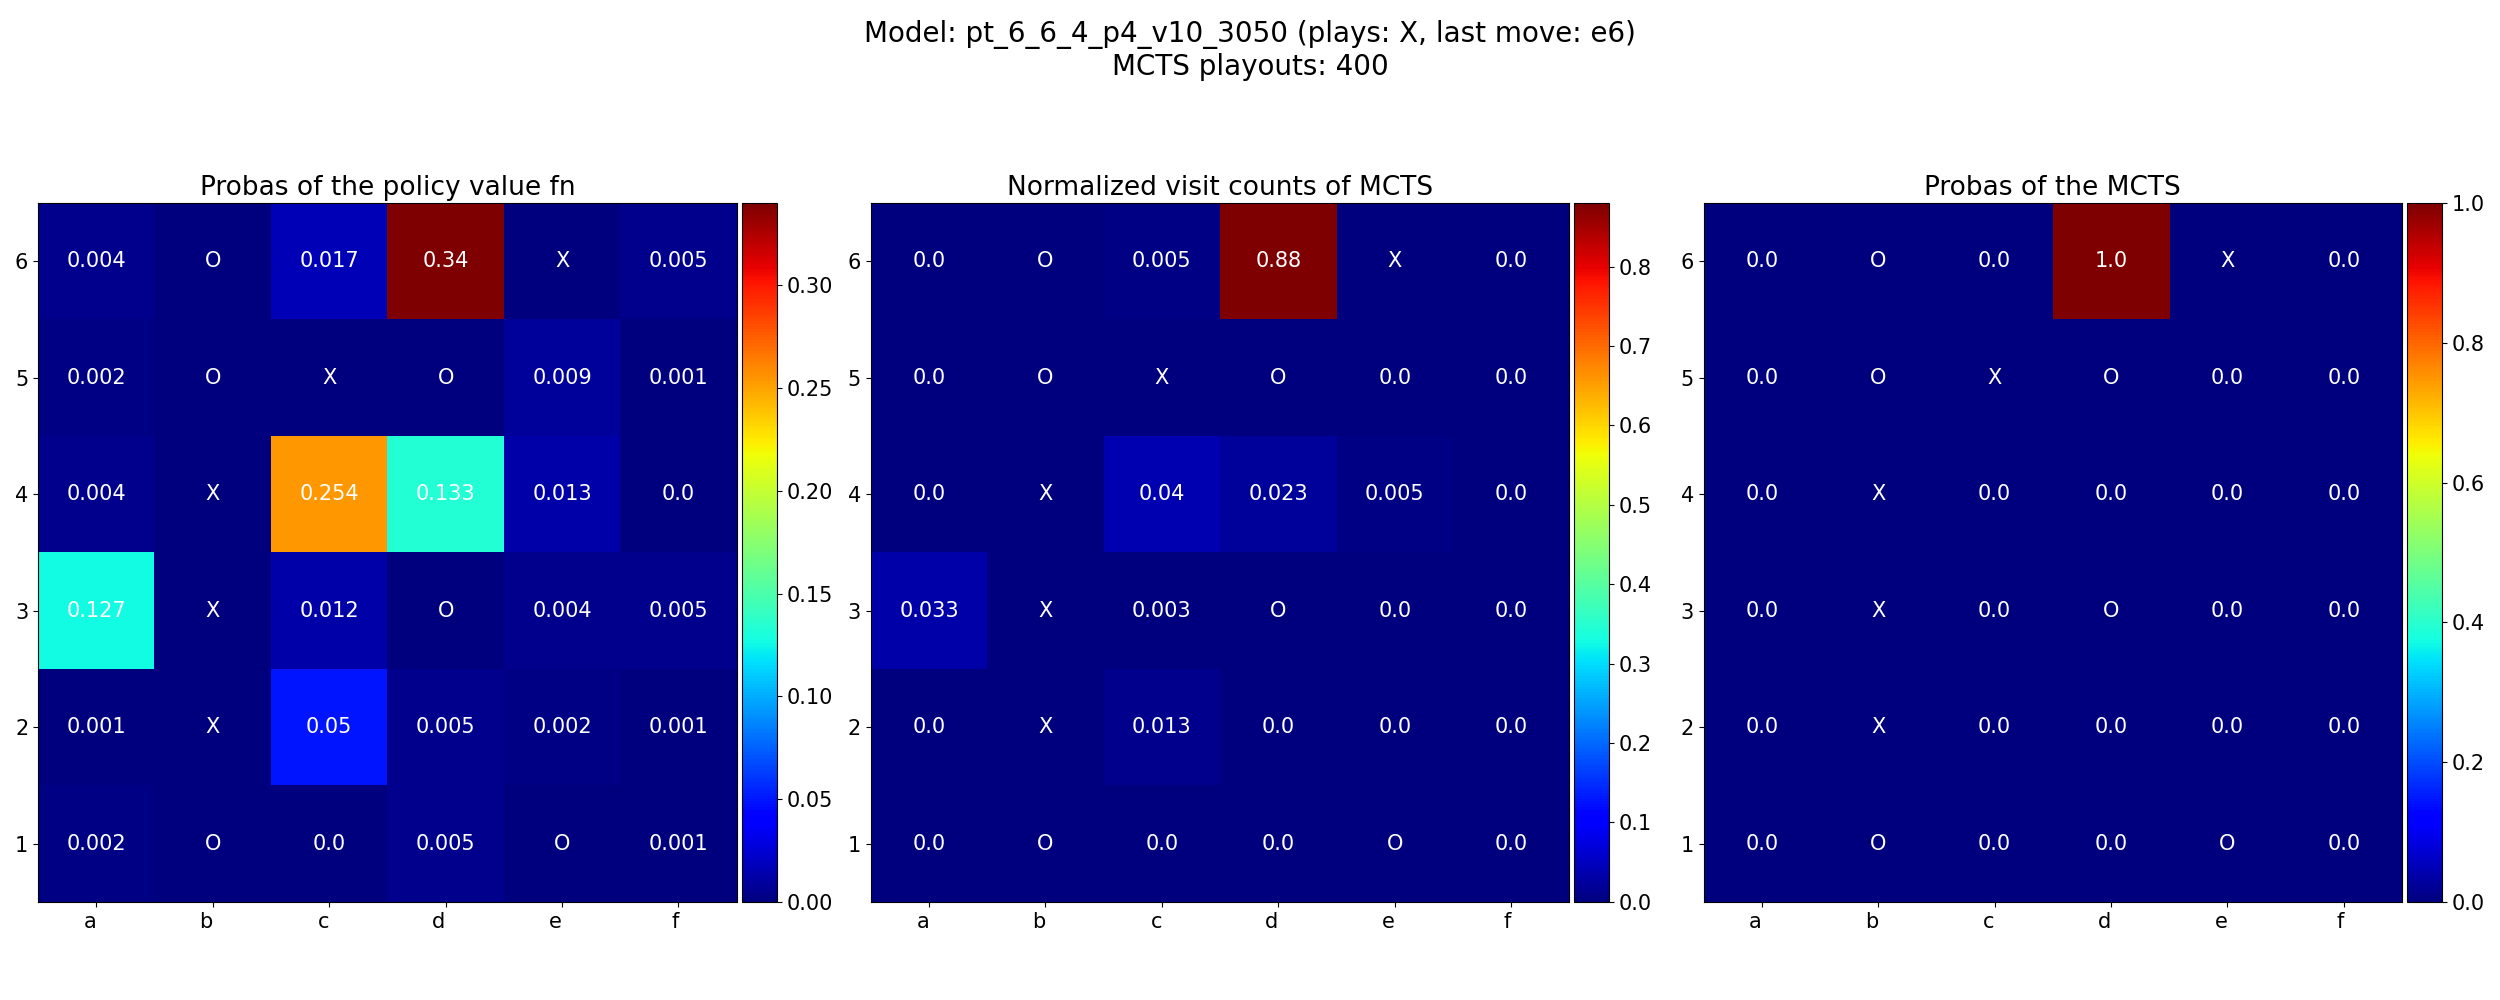 Model: pt_6_6_4_p4_v10_3050 (plays: X, last move: e6)
MCTS playouts: 400
Probas of the policy value fn
6 0.004 O 0.017 0.34 X 0.005
5 0.002 O X O 0.009 0.001
4 0.004 X 0.254 0.133 0.013 0.0
3 0.127 X 0.012 O 0.004 0.005
2 0.001 X 0.05 0.005 0.002 0.001
1 0.002 O 0.0 0.005 O 0.001
a b c d e f
0.30
0.25
0.20
0.15
0.10
0.05
0.00
Normalized visit counts of MCTS
6 0.0 O 0.005 0.88 X 0.0
5 0.0 O X O 0.0 0.0
4 0.0 X 0.04 0.023 0.005 0.0
3 0.033 X 0.003 O 0.0 0.0
2 0.0 X 0.013 0.0 0.0 0.0
1 0.0 O 0.0 0.0 O 0.0
a b c d e f
0.8
0.7
0.6
0.5
0.4
0.3
0.2
0.1
0.0
Probas of the MCTS
6 0.0 O 0.0 1.0 X 0.0
5 0.0 O X O 0.0 0.0
4 0.0 X 0.0 0.0 0.0 0.0
3 0.0 X 0.0 O 0.0 0.0
2 0.0 X 0.0 0.0 0.0 0.0
1 0.0 O 0.0 0.0 O 0.0
a b c d e f
1.0
0.8
0.6
0.4
0.2
0.0